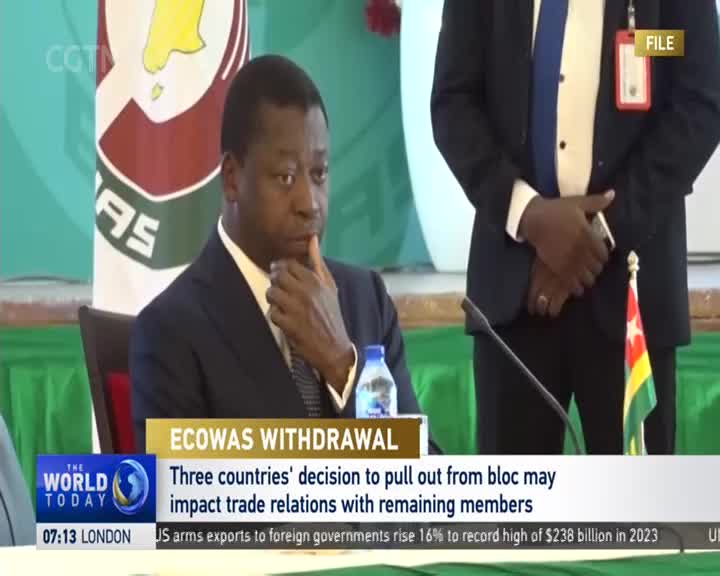 CGTN
FILE
AS
ECOWAS WITHDRAWAL
Three countries' decision to pull out from bloc may
impact trade relations with remaining members
THE
WORLD
TODAY
07:13 LONDON
US arms exports to foreign governments rise 16% to record high of $238 billion in 2023